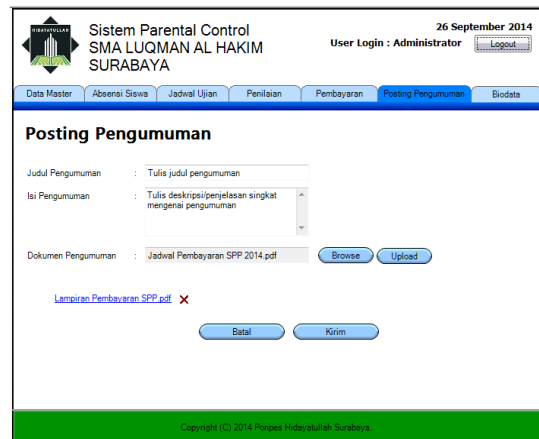 HIDAYATULLAH
Sistem Parental Control
SMA LUQMAN AL HAKIM
SURABAYA
26 September 2014
User Login : Administrator
Logout
Data Master
Absensi Siswa
Jadwal Ujian
Penilaian
Pembayaran
Posting Pengumuman
Biodata
Posting Pengumuman
Judul Pengumuman : Tulis judul pengumuman
Isi Pengumuman : Tulis deskripsi/penjelasan singkat
mengenai pengumuman
Dokumen Pengumuman : Jadwal Pembayaran SPP 2014.pdf Browse Upload
Lampiran Pembayaran SPP.pdf
Batal Kirim
Copyright (C) 2014 Ponpes Hidayatullah Surabaya.